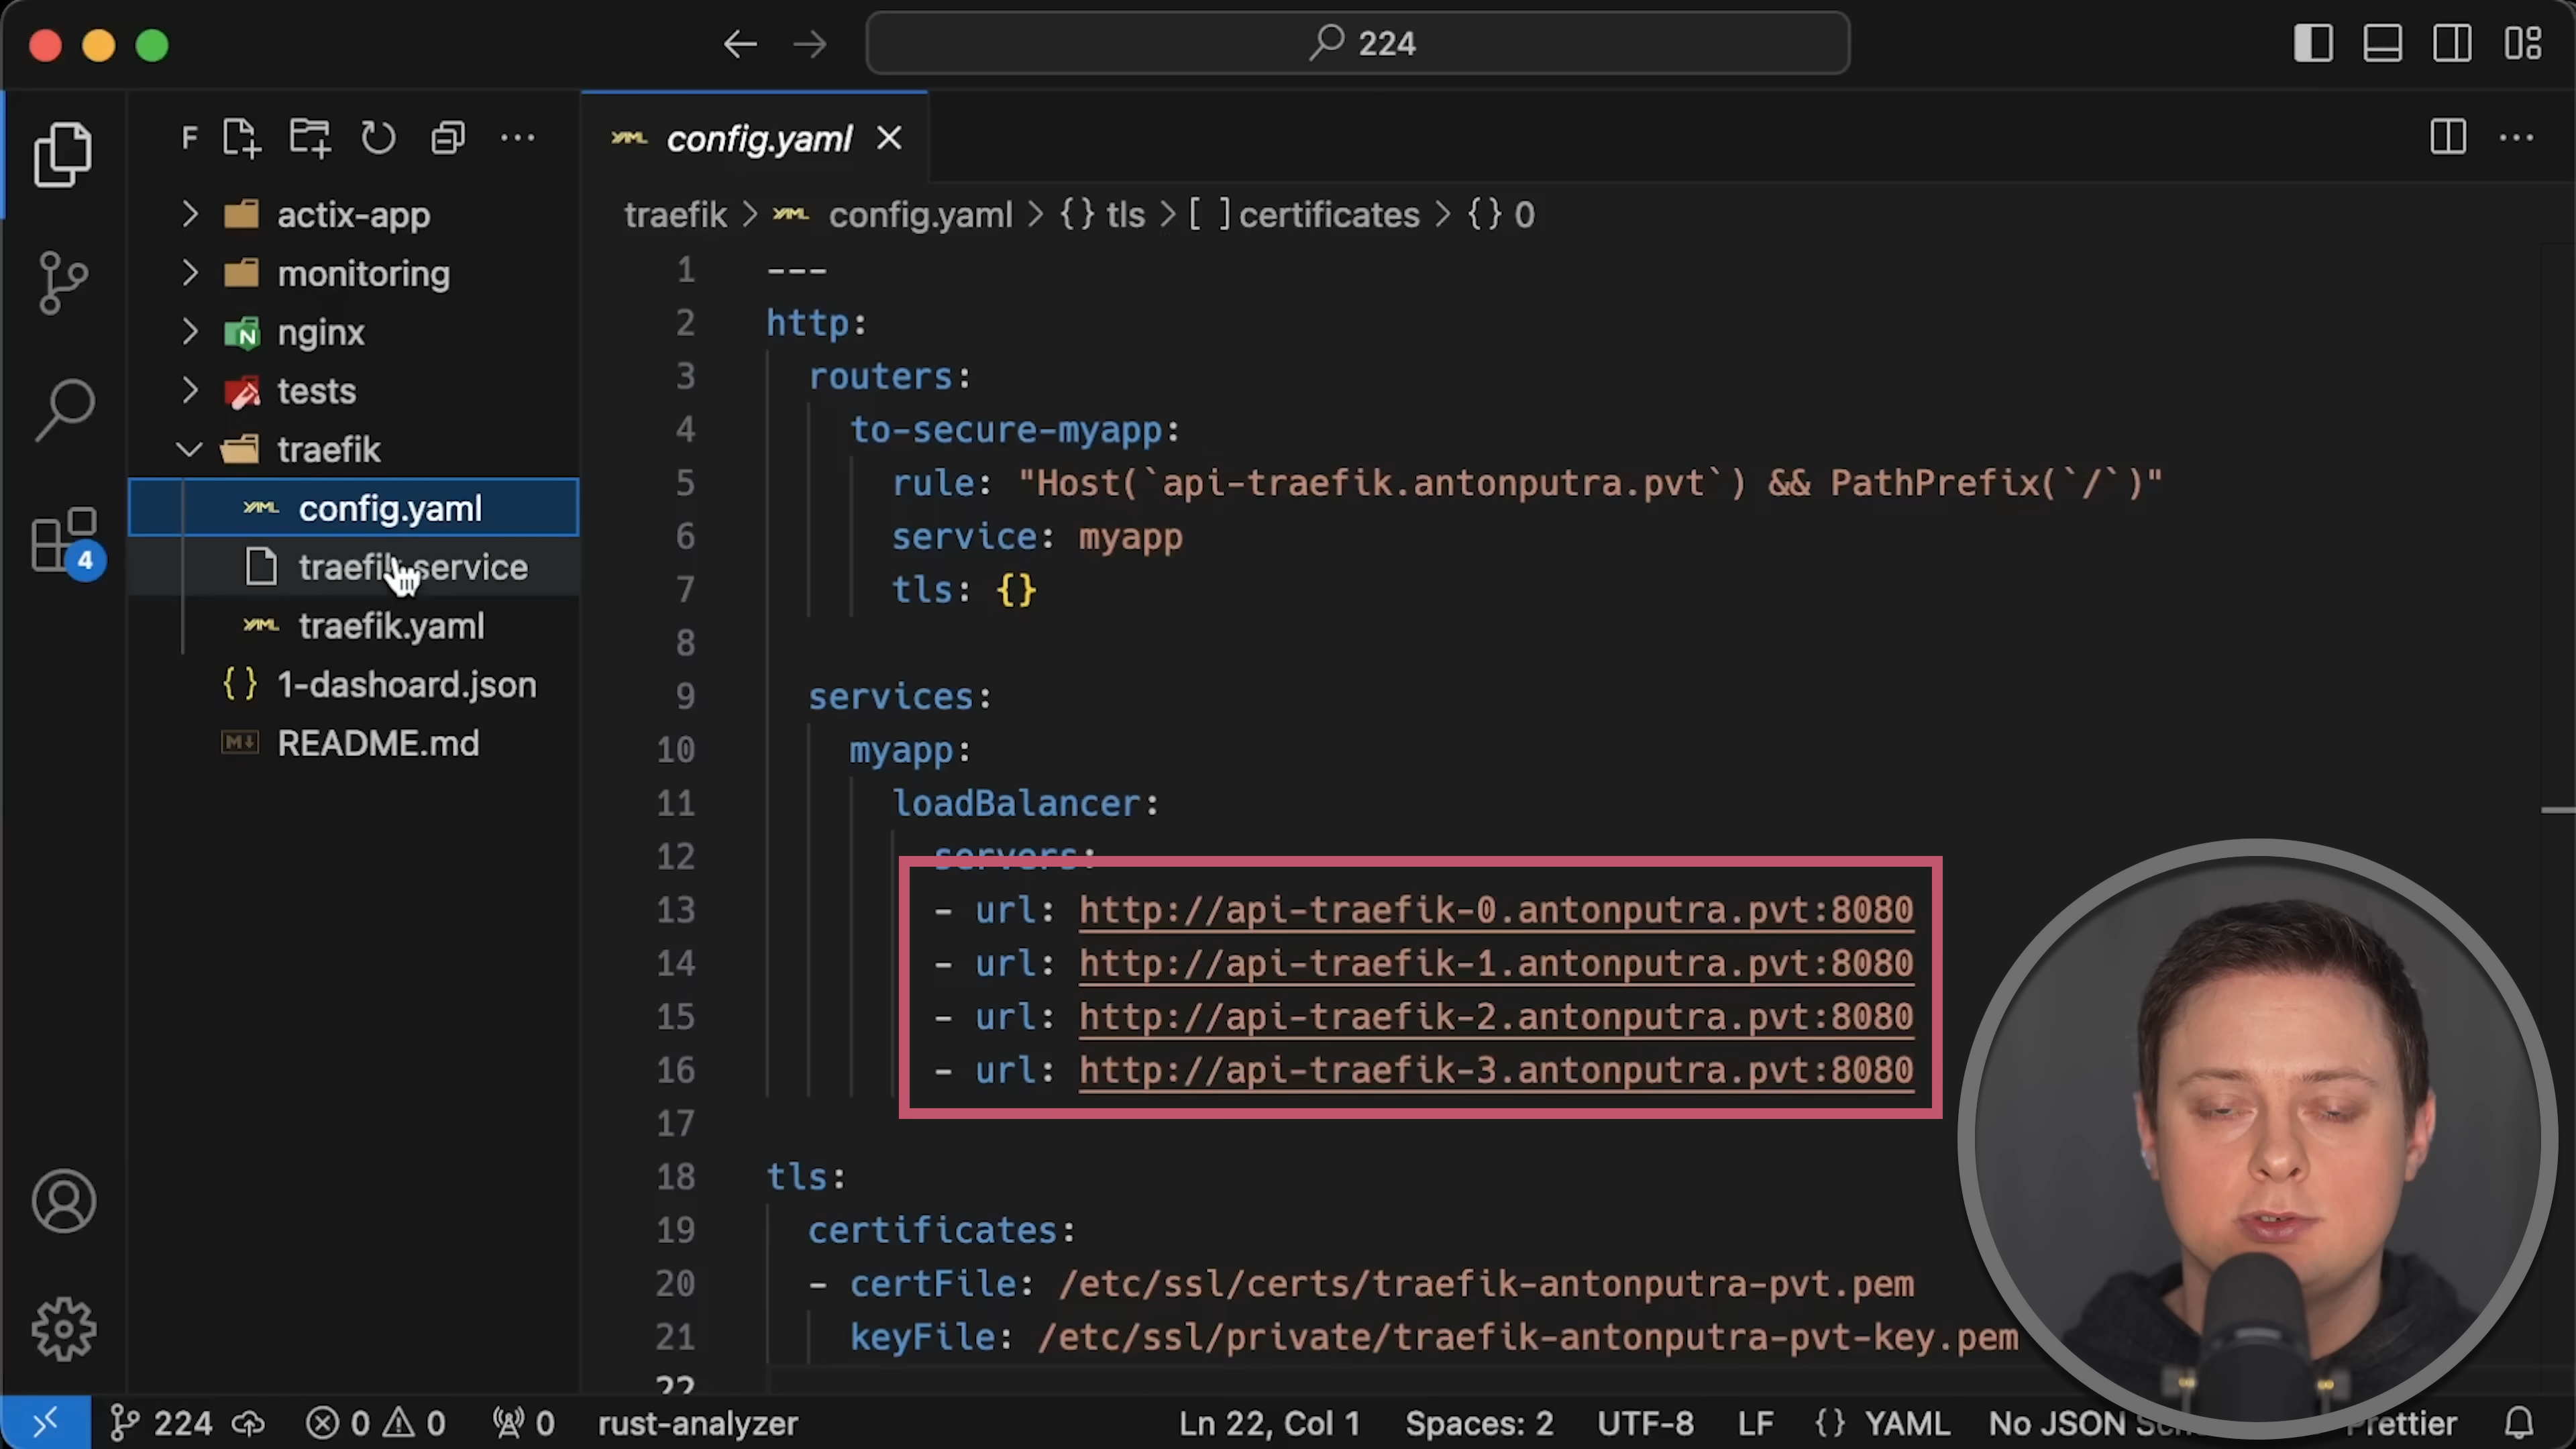 224
F
actix-app
monitoring
nginx
tests
traefik
config.yaml
traefik.service
traefik.yaml
1-dashoard.json
README.md
4
config.yaml
traefik > config.yaml > {} tls > [ ] certificates > {} 0
1 ---
2 http:
3 routers:
4 to-secure-myapp:
5 rule: "Host(`api-traefik.antonputra.pvt`) && PathPrefix(`/`)"
6 service: myapp
7 tls: {}
8
9 services:
10 myapp:
11 loadBalancer:
12 servers:
13 - url: http://api-traefik-0.antonputra.pvt:8080
14 - url: http://api-traefik-1.antonputra.pvt:8080
15 - url: http://api-traefik-2.antonputra.pvt:8080
16 - url: http://api-traefik-3.antonputra.pvt:8080
17
18 tls:
19 certificates:
20 - certFile: /etc/ssl/certs/traefik-antonputra-pvt.pem
21 keyFile: /etc/ssl/private/traefik-antonputra-pvt-key.pem
22
224 0 0 0 rust-analyzer Ln 22, Col 1 Spaces: 2 UTF-8 LF {} YAML No JSON Prettier